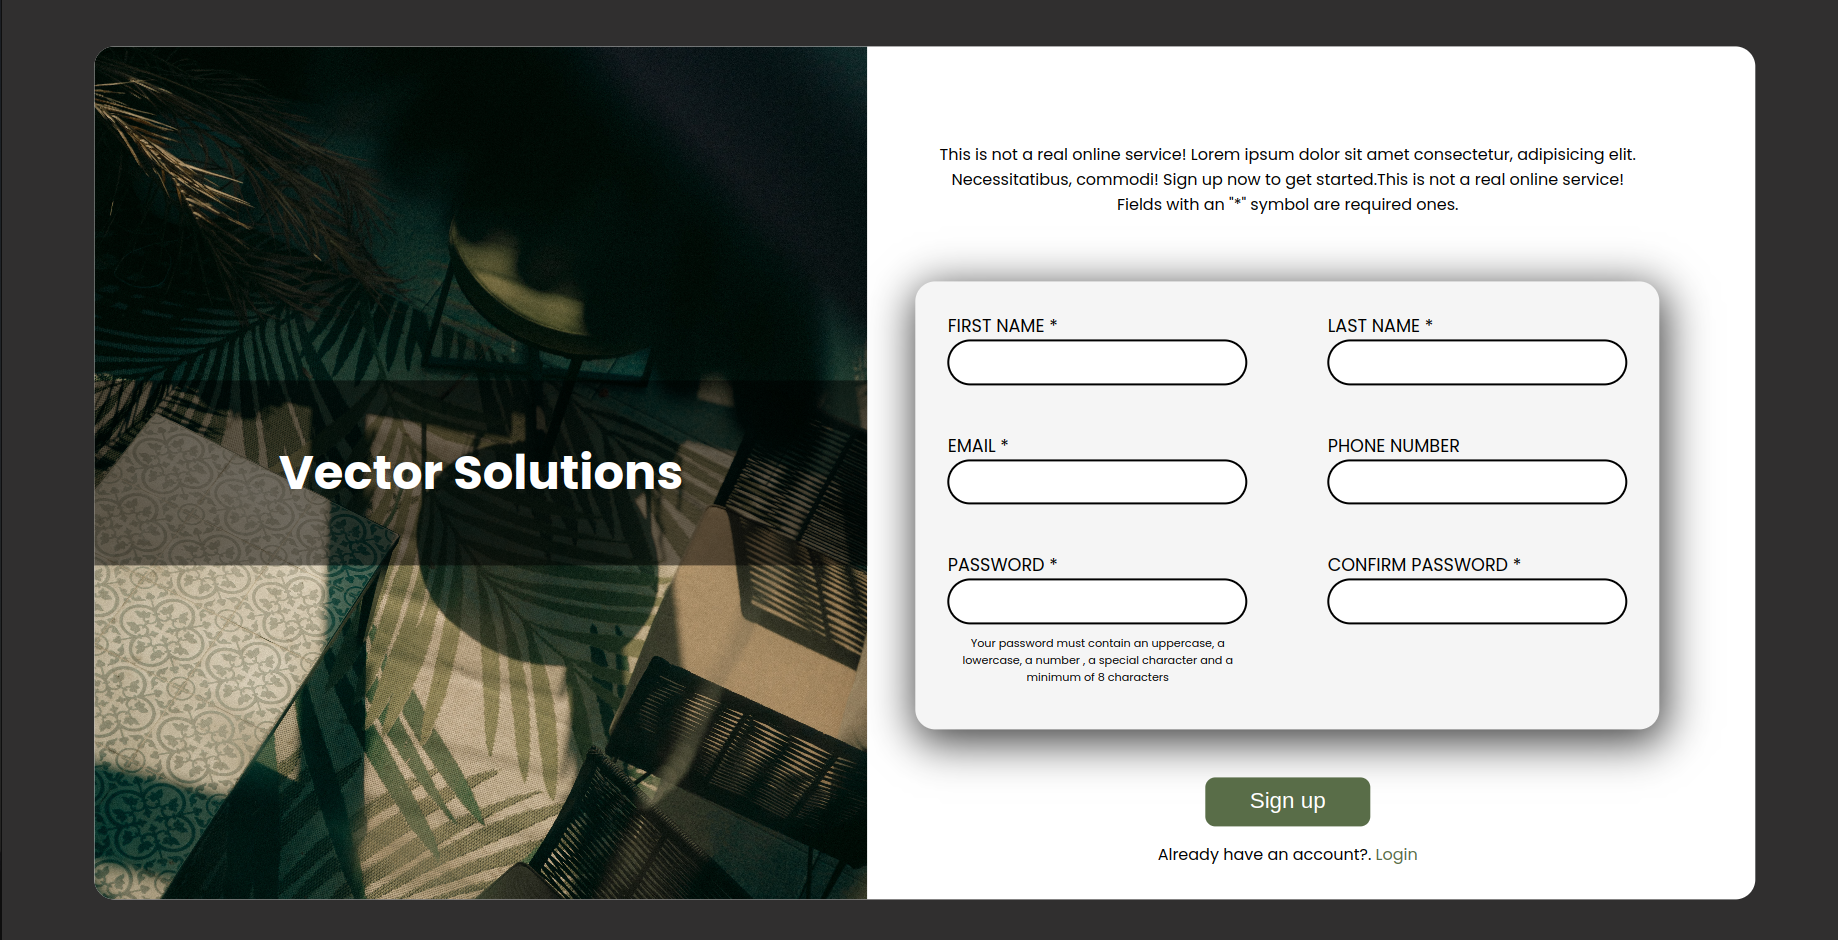 Vector Solutions
This is not a real online service! Lorem ipsum dolor sit amet consectetur, adipisicing elit.
Necessitatibus, commodi! Sign up now to get started.This is not a real online service!
Fields with an "*" symbol are required ones.
FIRST NAME *
LAST NAME *
EMAIL *
PHONE NUMBER
PASSWORD *
CONFIRM PASSWORD *
Your password must contain an uppercase, a
lowercase, a number , a special character and a
minimum of 8 characters
Sign up
Already have an account?. Login